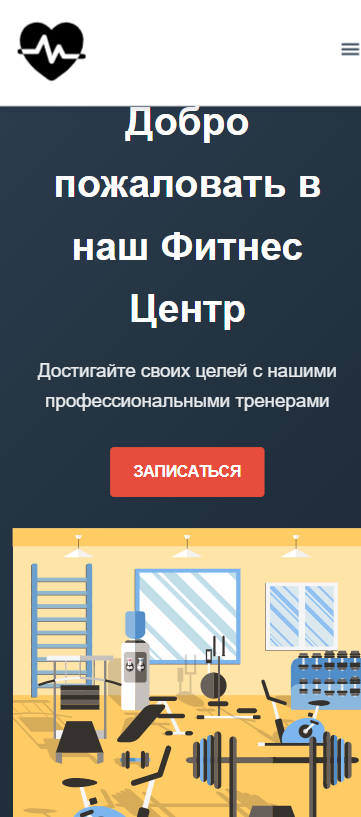 Добро
пожаловать в
наш Фитнес
Центр
Достигайте своих целей с нашими
профессиональными тренерами
ЗАПИСАТЬСЯ